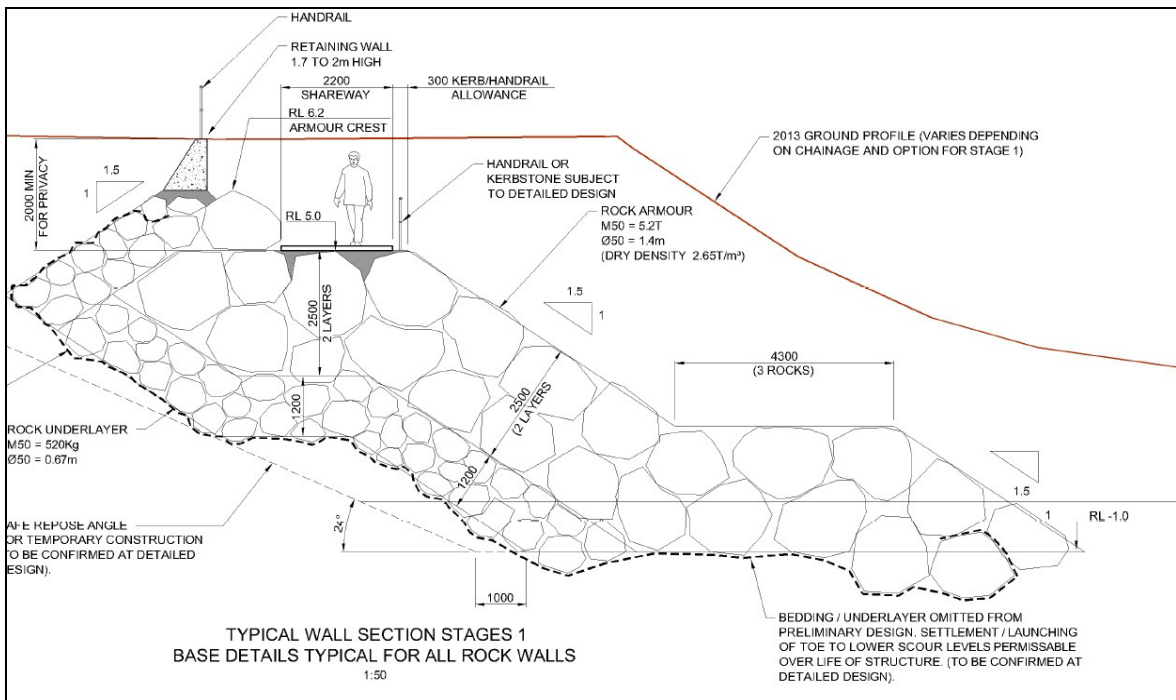 HANDRAIL
RETAINING WALL
1.7 TO 2m HIGH
2200
SHAREWAY
300 KERB/HANDRAIL
ALLOWANCE
RL 6.2
ARMOUR CREST
2013 GROUND PROFILE (VARIES DEPENDING
ON CHAINAGE AND OPTION FOR STAGE 1)
2000 MIN
FOR PRIVACY
1.5
1
HANDRAIL OR
KERBSTONE SUBJECT
TO DETAILED DESIGN
RL 5.0
ROCK ARMOUR
M50 = 5.2T
Ø50 = 1.4m
(DRY DENSITY 2.65T/m³)
1.5
1
2500
2 LAYERS
4300
(3 ROCKS)
2500
(2 LAYERS)
1200
1200
ROCK UNDERLAYER
M50 = 520Kg
Ø50 = 0.67m
1.5
1
RL -1.0
24°
AFE REPOSE ANGLE
OR TEMPORARY CONSTRUCTION
TO BE CONFIRMED AT DETAILED
ESIGN).
1000
BEDDING / UNDERLAYER OMITTED FROM
PRELIMINARY DESIGN. SETTLEMENT / LAUNCHING
OF TOE TO LOWER SCOUR LEVELS PERMISSABLE
OVER LIFE OF STRUCTURE. (TO BE CONFIRMED AT
DETAILED DESIGN).
TYPICAL WALL SECTION STAGES 1
BASE DETAILS TYPICAL FOR ALL ROCK WALLS
1:50